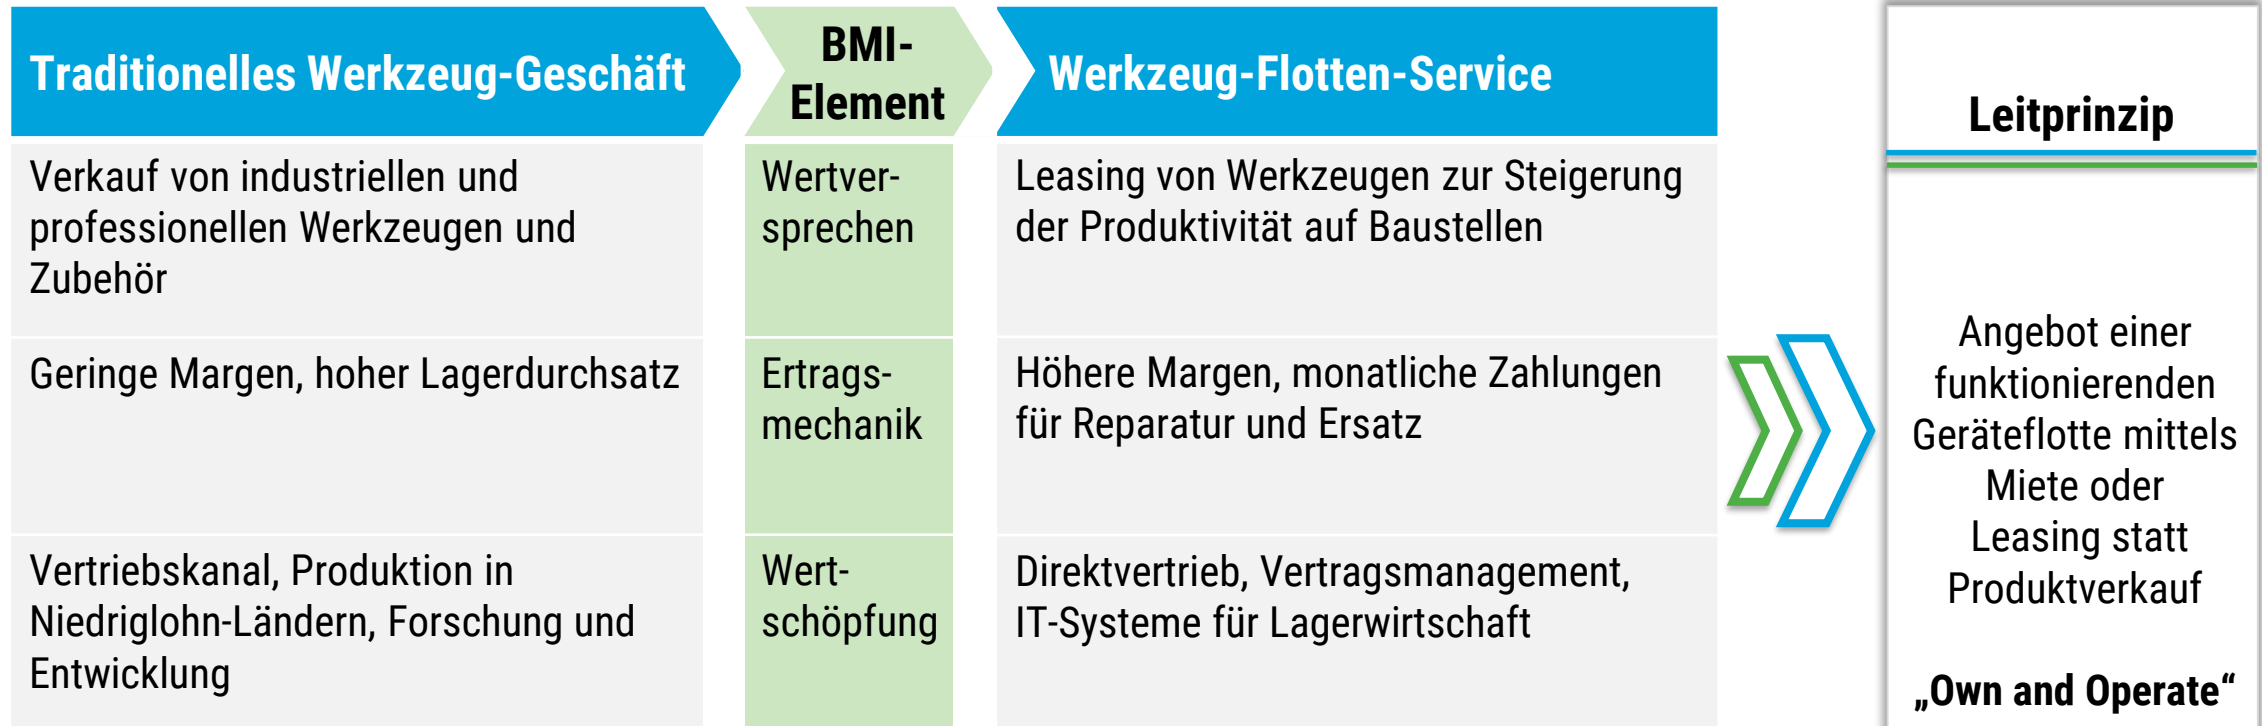 Traditionelles Werkzeug-Geschäft
BMI-
Element
Werkzeug-Flotten-Service
Verkauf von industriellen und
professionellen Werkzeugen und
Zubehör
Wertver-
sprechen
Leasing von Werkzeugen zur Steigerung
der Produktivität auf Baustellen
Geringe Margen, hoher Lagerdurchsatz
Ertrags-
mechanik
Höhere Margen, monatliche Zahlungen
für Reparatur und Ersatz
Vertriebskanal, Produktion in
Niedriglohn-Ländern, Forschung und
Entwicklung
Wert-
schöpfung
Direktvertrieb, Vertragsmanagement,
IT-Systeme für Lagerwirtschaft
Leitprinzip
Angebot einer
funktionierenden
Geräteflotte mittels
Miete oder
Leasing statt
Produktverkauf
„Own and Operate“